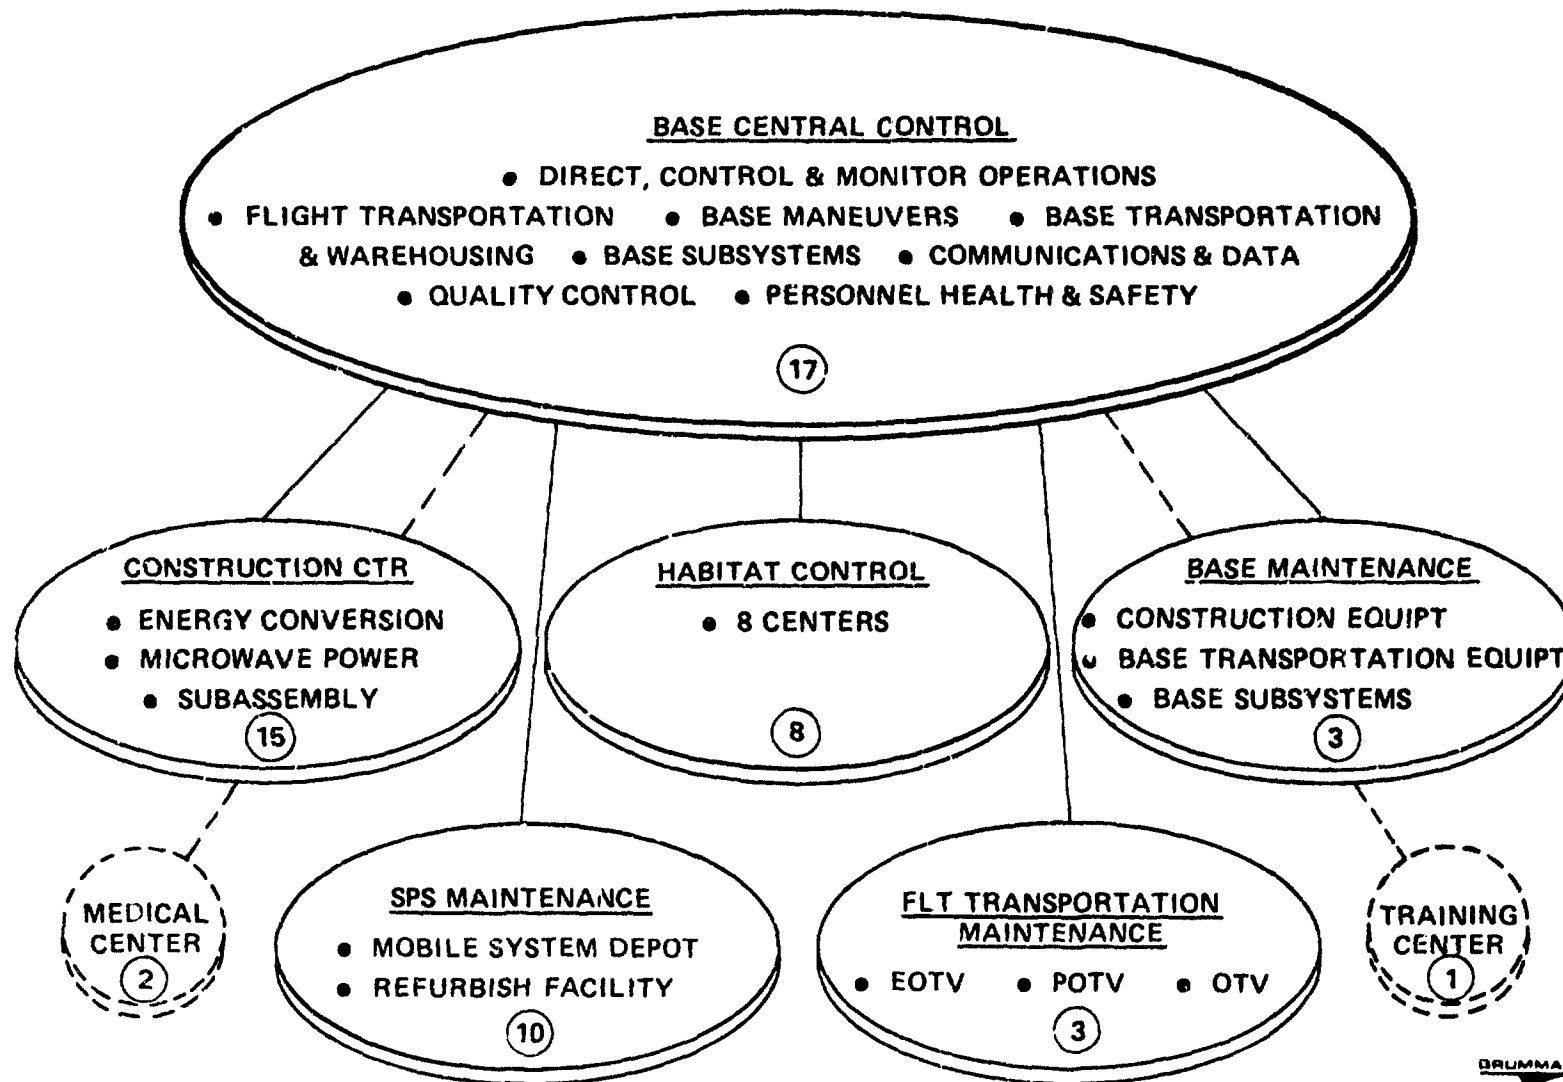 BASE CENTRAL CONTROL
• DIRECT, CONTROL & MONITOR OPERATIONS
• FLIGHT TRANSPORTATION • BASE MANEUVERS • BASE TRANSPORTATION
& WAREHOUSING • BASE SUBSYSTEMS • COMMUNICATIONS & DATA
• QUALITY CONTROL • PERSONNEL HEALTH & SAFETY
17
CONSTRUCTION CTR
• ENERGY CONVERSION
• MICROWAVE POWER
• SUBASSEMBLY
15
HABITAT CONTROL
• 8 CENTERS
8
BASE MAINTENANCE
• CONSTRUCTION EQUIPT
• BASE TRANSPORTATION EQUIPT
• BASE SUBSYSTEMS
3
MEDICAL
CENTER
2
SPS MAINTENANCE
• MOBILE SYSTEM DEPOT
• REFURBISH FACILITY
10
FLT TRANSPORTATION
MAINTENANCE
• EOTV • POTV • OTV
3
TRAINING
CENTER
1
GRUMMA